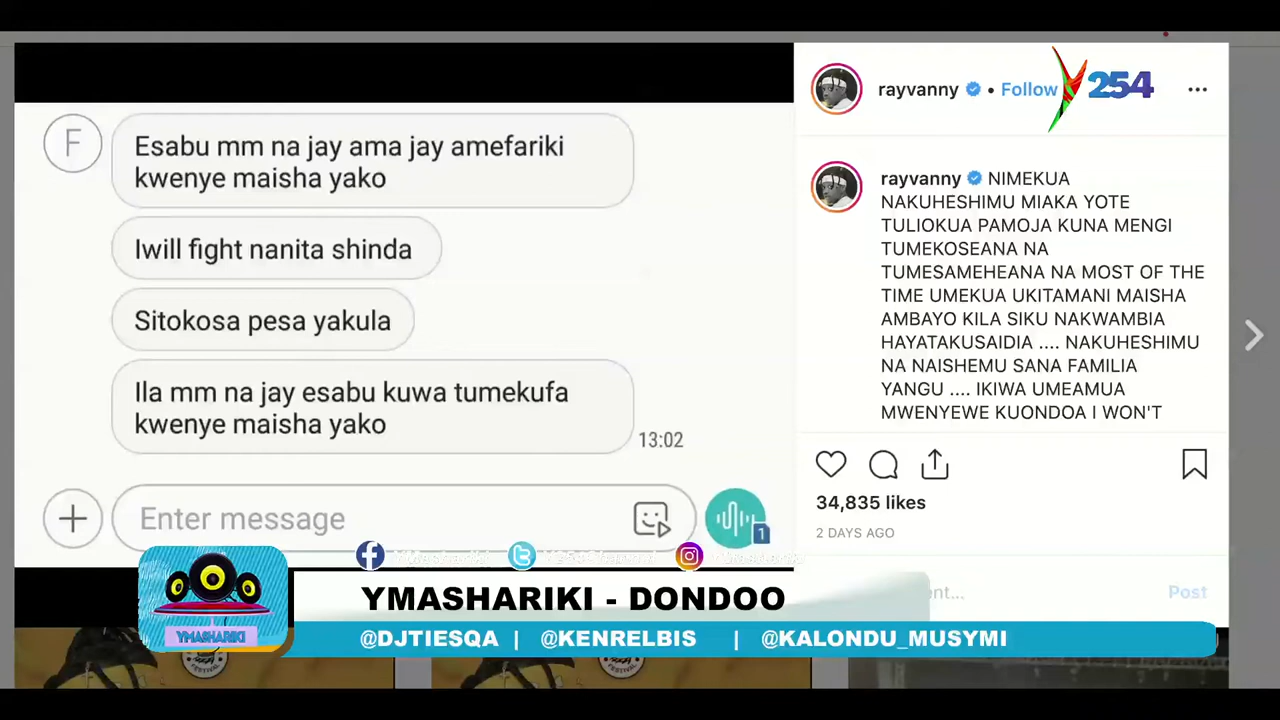 F
Esabu mm na jay ama jay amefariki
kwenye maisha yako
Iwill fight nanita shinda
Sitokosa pesa yakula
Ila mm na jay esabu kuwa tumekufa
kwenye maisha yako
13:02
Enter message
1
rayvanny • Follow
Y254
rayvanny NIMEKUA
NAKUHESHIMU MIAKA YOTE
TULIOKUA PAMOJA KUNA MENGI
TUMEKOSEANA NA
TUMESAMEHEANA NA MOST OF THE
TIME UMEKUA UKITAMANI MAISHA
AMBAYO KILA SIKU NAKWAMBIA
HAYATAKUSAIDIA .... NAKUHESHIMU
NA NAISHEMU SANA FAMILIA
YANGU .... IKIWA UMEAMUA
MWENYEWE KUONDOA I WON'T
34,835 likes
2 DAYS AGO
Post
YMASHARIKI
YMASHARIKI - DONDOO
@DJTIESQA | @KENRELBIS | @KALONDU_MUSYMI
FESTIVAL
FESTIVAL